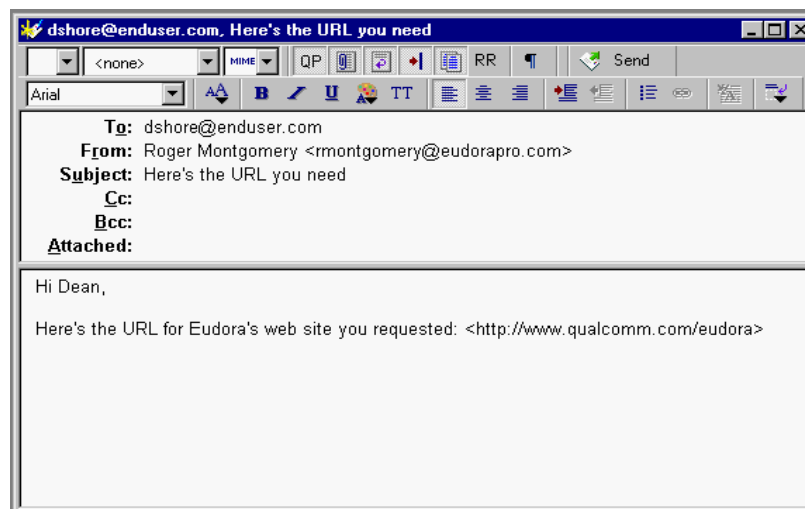 dshore@enduser.com, Here's the URL you need
<none> MIME QP RR ¶ Send
Arial AA B I U TT
To: dshore@enduser.com
From: Roger Montgomery <rmontgomery@eudorapro.com>
Subject: Here's the URL you need
Cc:
Bcc:
Attached:
Hi Dean,
Here's the URL for Eudora's web site you requested: <http://www.qualcomm.com/eudora>